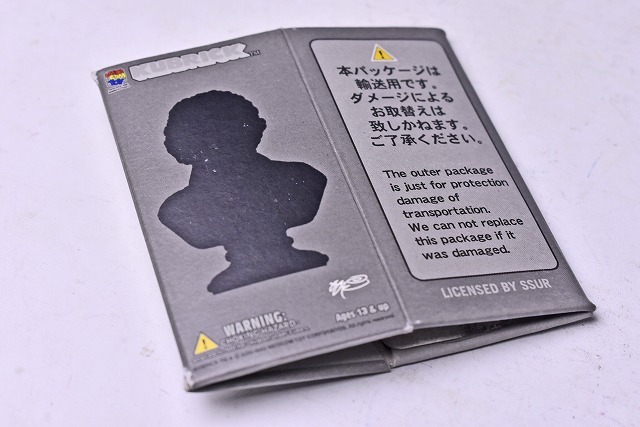 KUBRICK
TM
WARNING:
CHOKING HAZARD
Ages 13 & up
本パッケージは
輸送用です。
ダメージによる
お取替えは
致しかねます。
ご了承ください。
The outer package
is just for protection
damage of
transportation.
We can not replace
this package if it
was damaged.
LICENSED BY SSUR